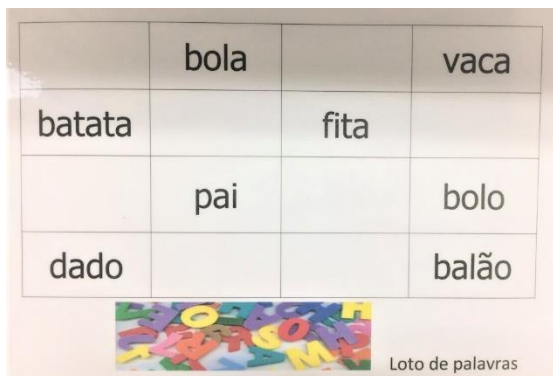 bola vaca
batata fita
pai bolo
dado balão
Loto de palavras